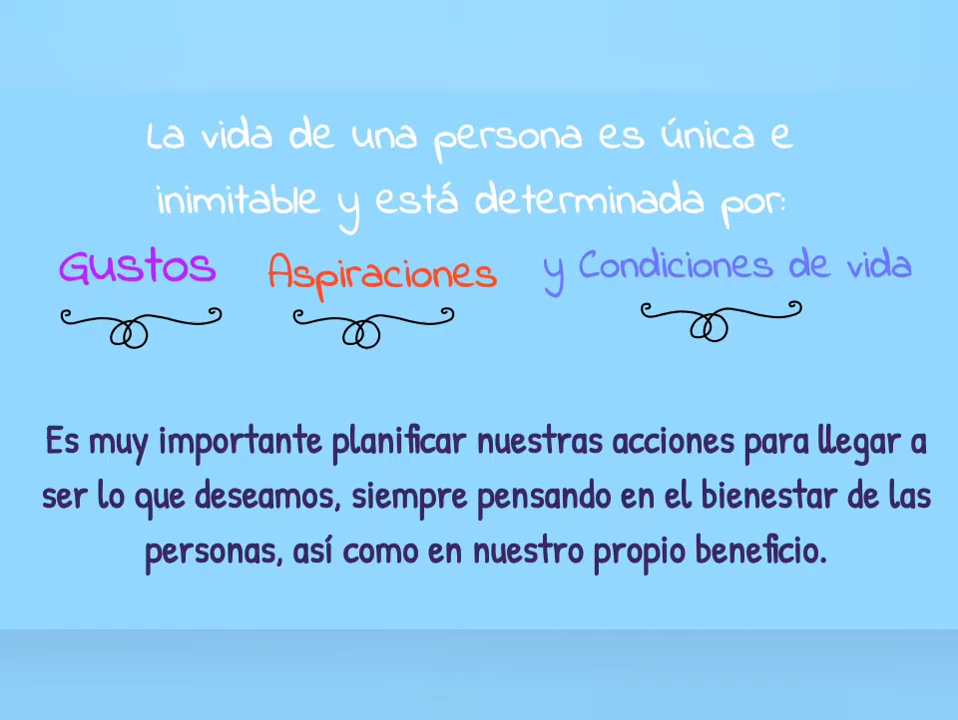 La vida de una persona es única e
inimitable y está determinada por:
Gustos Aspiraciones y Condiciones de vida
Es muy importante planificar nuestras acciones para llegar a
ser lo que deseamos, siempre pensando en el bienestar de las
personas, así como en nuestro propio beneficio.